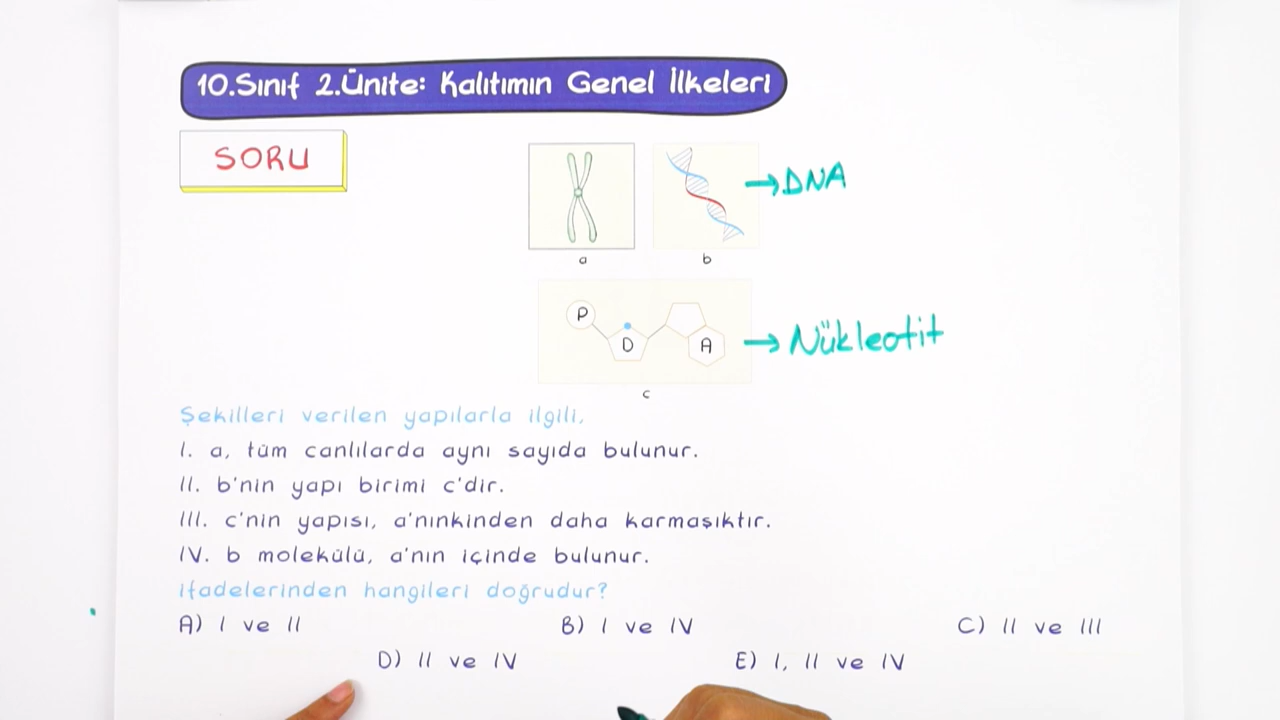 10.Sınıf 2.Ünite: Kalıtımın Genel İlkeleri
SORU
→DNA
a
b
P
D
A
→ Nükleotit
c
Şekilleri verilen yapılarla ilgili,
I. a, tüm canlılarda aynı sayıda bulunur.
II. b'nin yapı birimi c'dir.
III. c'nin yapısı, a'nınkinden daha karmaşıktır.
IV. b molekülü, a'nın içinde bulunur.
ifadelerinden hangileri doğrudur?
A) I ve II
B) I ve IV
C) II ve III
D) II ve IV
E) I, II ve IV